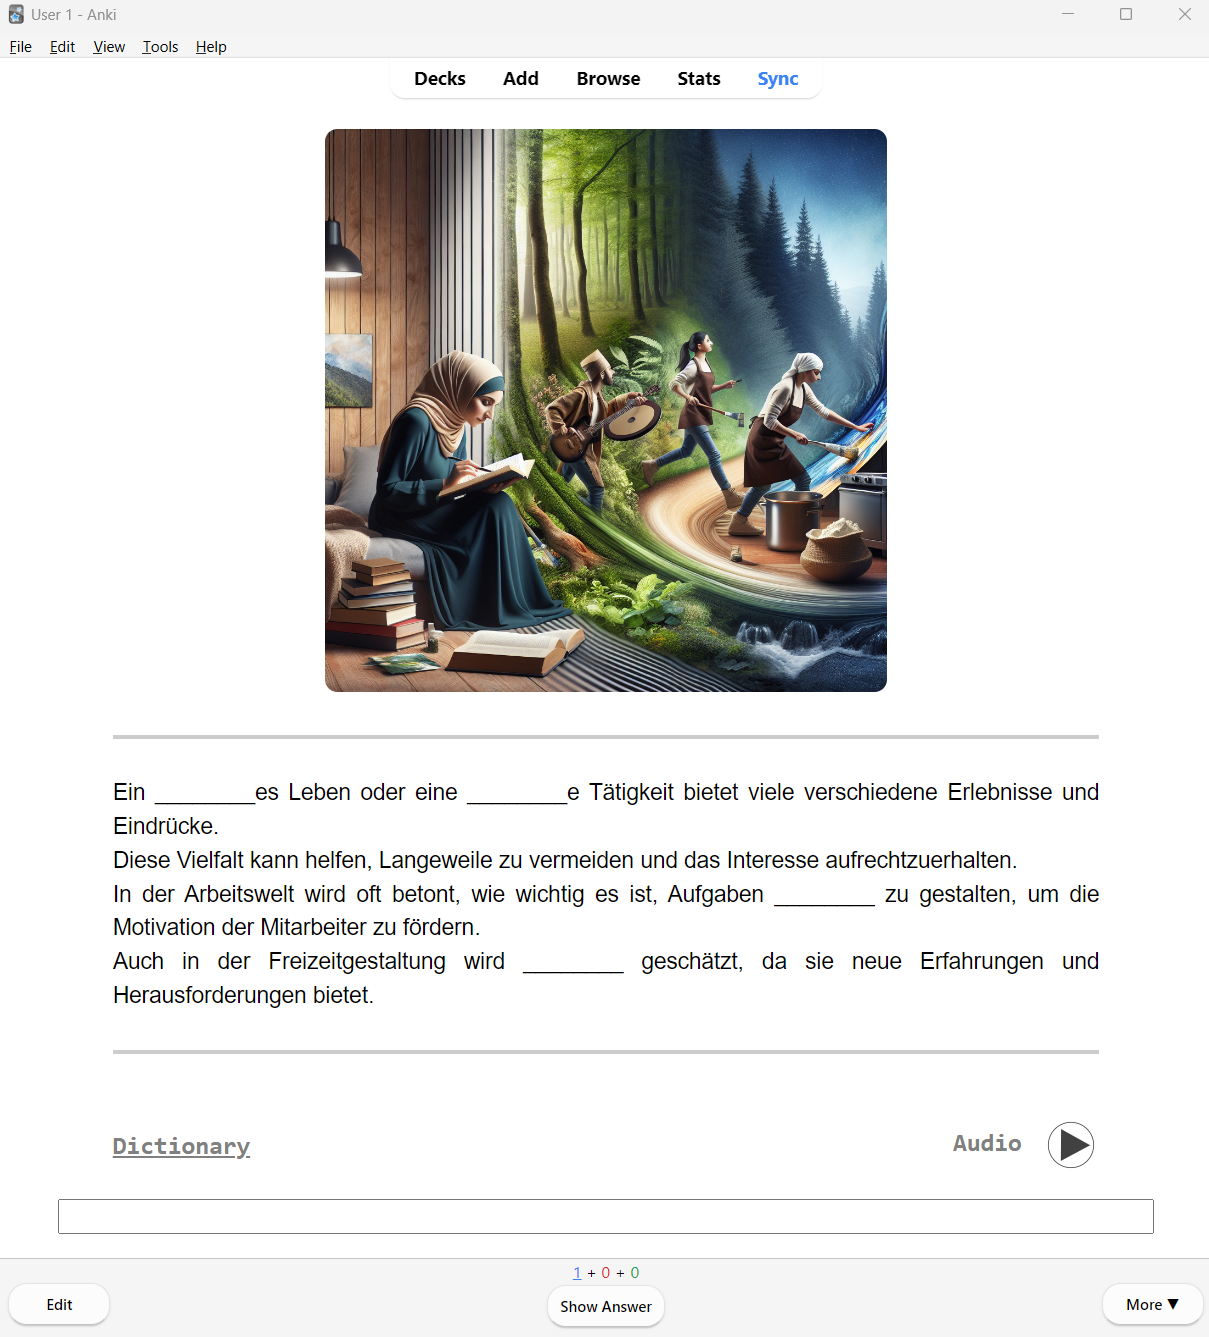 User 1 - Anki
File Edit View Tools Help
Decks Add Browse Stats Sync
Ein ________es Leben oder eine ________e Tätigkeit bietet viele verschiedene Erlebnisse und
Eindrücke.
Diese Vielfalt kann helfen, Langeweile zu vermeiden und das Interesse aufrechtzuerhalten.
In der Arbeitswelt wird oft betont, wie wichtig es ist, Aufgaben ________ zu gestalten, um die
Motivation der Mitarbeiter zu fördern.
Auch in der Freizeitgestaltung wird ________ geschätzt, da sie neue Erfahrungen und
Herausforderungen bietet.
Dictionary Audio
1 + 0 + 0
Edit Show Answer More ▼